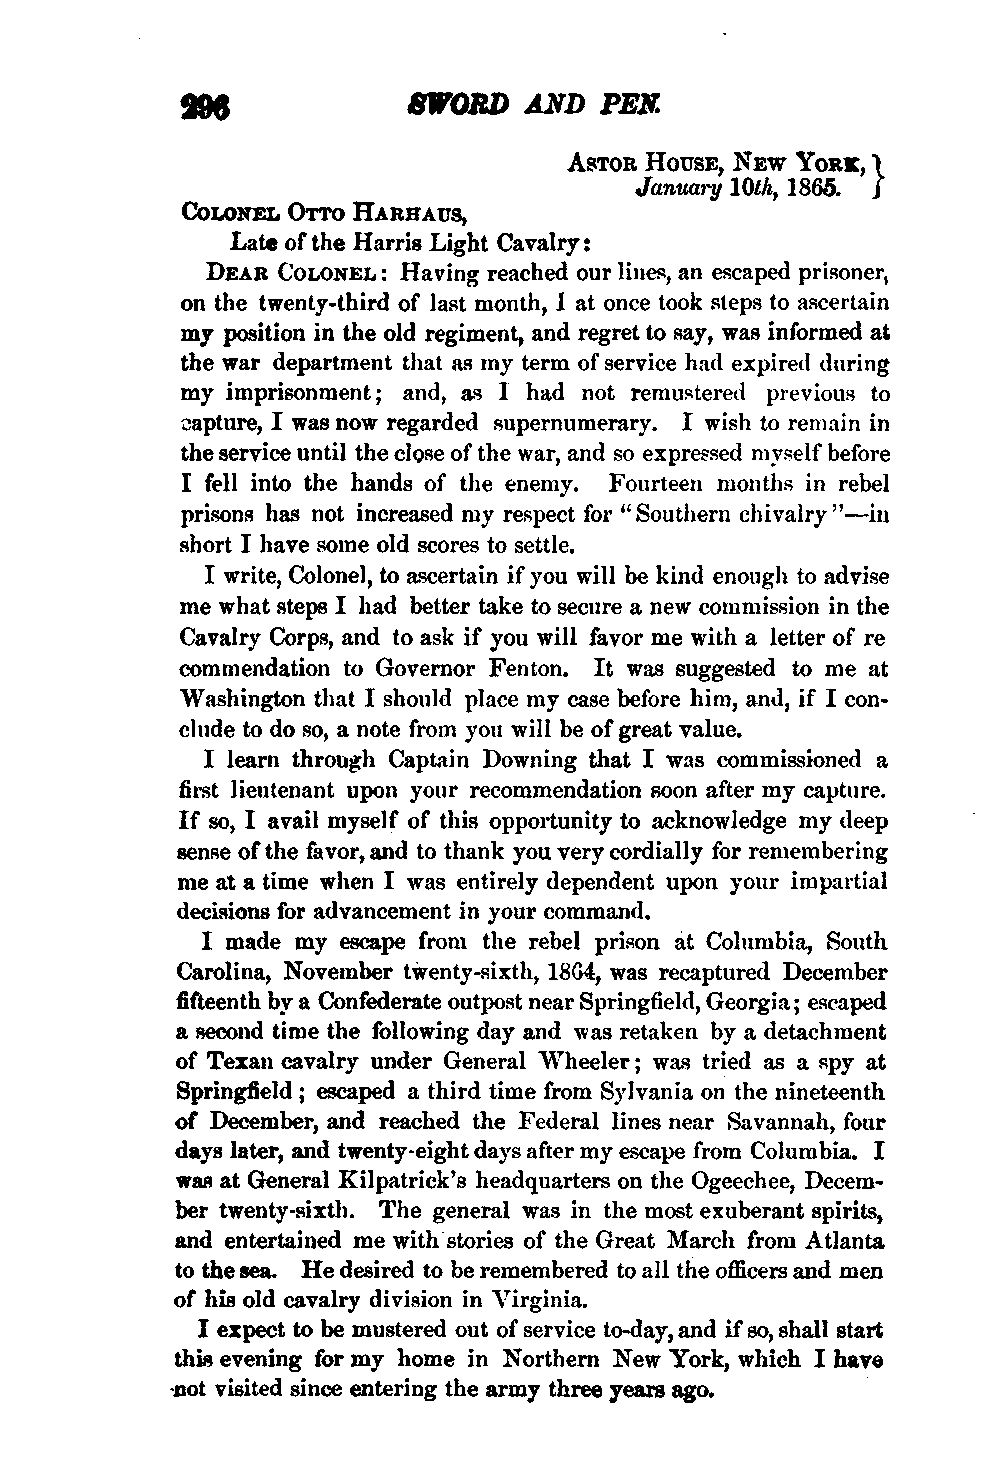 296 SWORD AND PEN.
ASTOR HOUSE, NEW YORK, }
January 10th, 1865.
COLONEL OTTO HARHAUS,
Late of the Harris Light Cavalry:
DEAR COLONEL: Having reached our lines, an escaped prisoner,
on the twenty-third of last month, I at once took steps to ascertain
my position in the old regiment, and regret to say, was informed at
the war department that as my term of service had expired during
my imprisonment; and, as I had not remustered previous to
capture, I was now regarded supernumerary. I wish to remain in
the service until the close of the war, and so expressed myself before
I fell into the hands of the enemy. Fourteen months in rebel
prisons has not increased my respect for "Southern chivalry"—in
short I have some old scores to settle.
I write, Colonel, to ascertain if you will be kind enough to advise
me what steps I had better take to secure a new commission in the
Cavalry Corps, and to ask if you will favor me with a letter of re
commendation to Governor Fenton. It was suggested to me at
Washington that I should place my case before him, and, if I con-
clude to do so, a note from you will be of great value.
I learn through Captain Downing that I was commissioned a
first lieutenant upon your recommendation soon after my capture.
If so, I avail myself of this opportunity to acknowledge my deep
sense of the favor, and to thank you very cordially for remembering
me at a time when I was entirely dependent upon your impartial
decisions for advancement in your command.
I made my escape from the rebel prison at Columbia, South
Carolina, November twenty-sixth, 1864, was recaptured December
fifteenth by a Confederate outpost near Springfield, Georgia; escaped
a second time the following day and was retaken by a detachment
of Texan cavalry under General Wheeler; was tried as a spy at
Springfield; escaped a third time from Sylvania on the nineteenth
of December, and reached the Federal lines near Savannah, four
days later, and twenty-eight days after my escape from Columbia. I
was at General Kilpatrick's headquarters on the Ogeechee, Decem-
ber twenty-sixth. The general was in the most exuberant spirits,
and entertained me with stories of the Great March from Atlanta
to the sea. He desired to be remembered to all the officers and men
of his old cavalry division in Virginia.
I expect to be mustered out of service to-day, and if so, shall start
this evening for my home in Northern New York, which I have
not visited since entering the army three years ago.